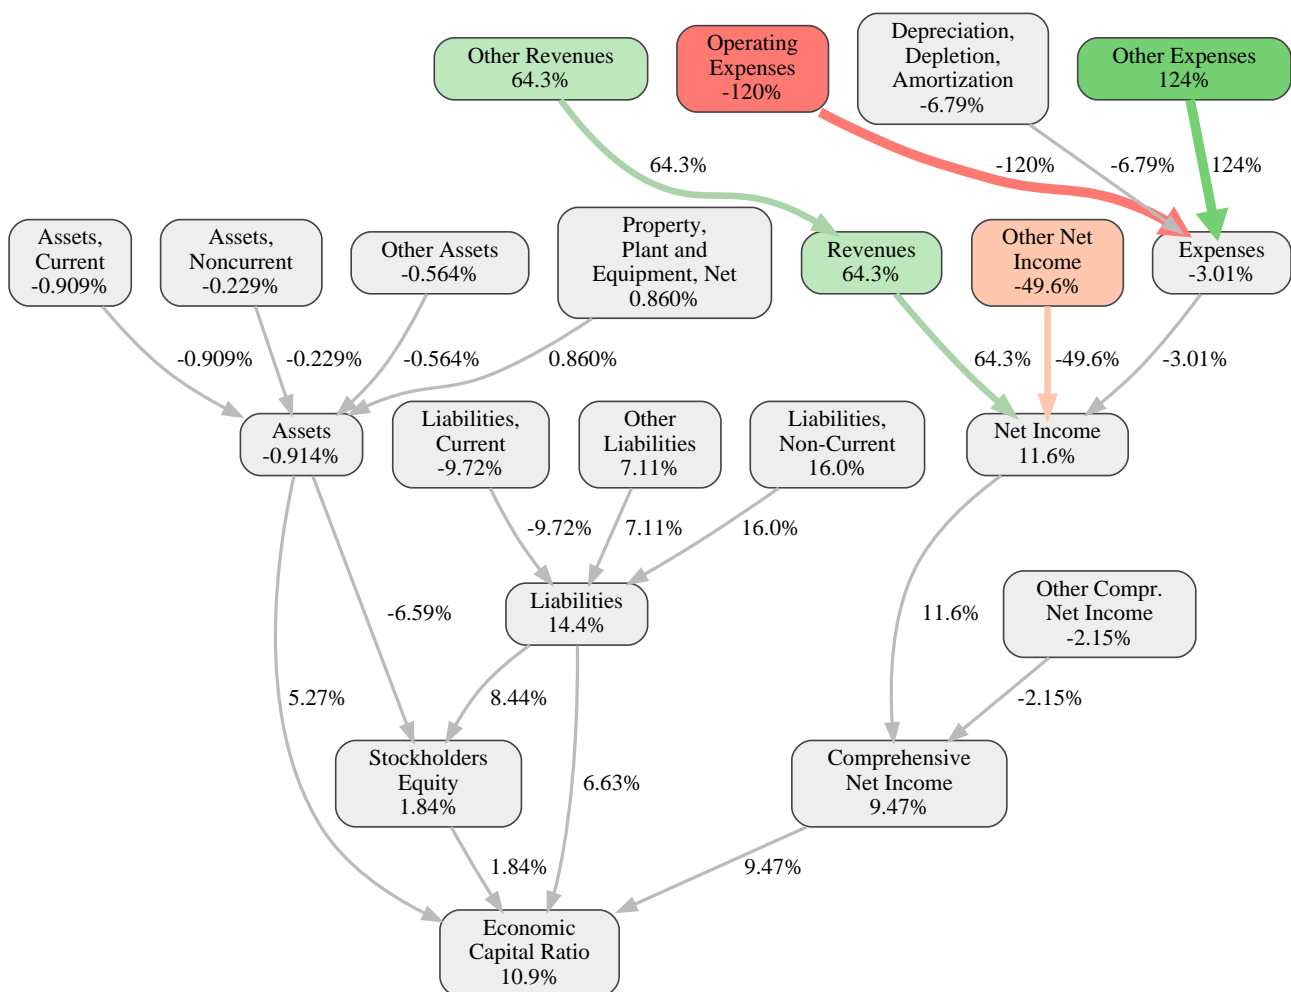 Other Revenues
64.3%
Operating
Expenses
-120%
Depreciation,
Depletion,
Amortization
-6.79%
Other Expenses
124%
64.3%
-120%
-6.79%
124%
Assets,
Current
-0.909%
Assets,
Noncurrent
-0.229%
Other Assets
-0.564%
Property,
Plant and
Equipment, Net
0.860%
Revenues
64.3%
Other Net
Income
-49.6%
Expenses
-3.01%
-0.909%
-0.229%
-0.564%
0.860%
64.3%
-49.6%
-3.01%
Assets
-0.914%
Liabilities,
Current
-9.72%
Other
Liabilities
7.11%
Liabilities,
Non-Current
16.0%
Net Income
11.6%
-9.72%
7.11%
16.0%
Liabilities
14.4%
Other Compr.
Net Income
-2.15%
-6.59%
11.6%
5.27%
8.44%
-2.15%
Stockholders
Equity
1.84%
6.63%
Comprehensive
Net Income
9.47%
1.84%
9.47%
Economic
Capital Ratio
10.9%